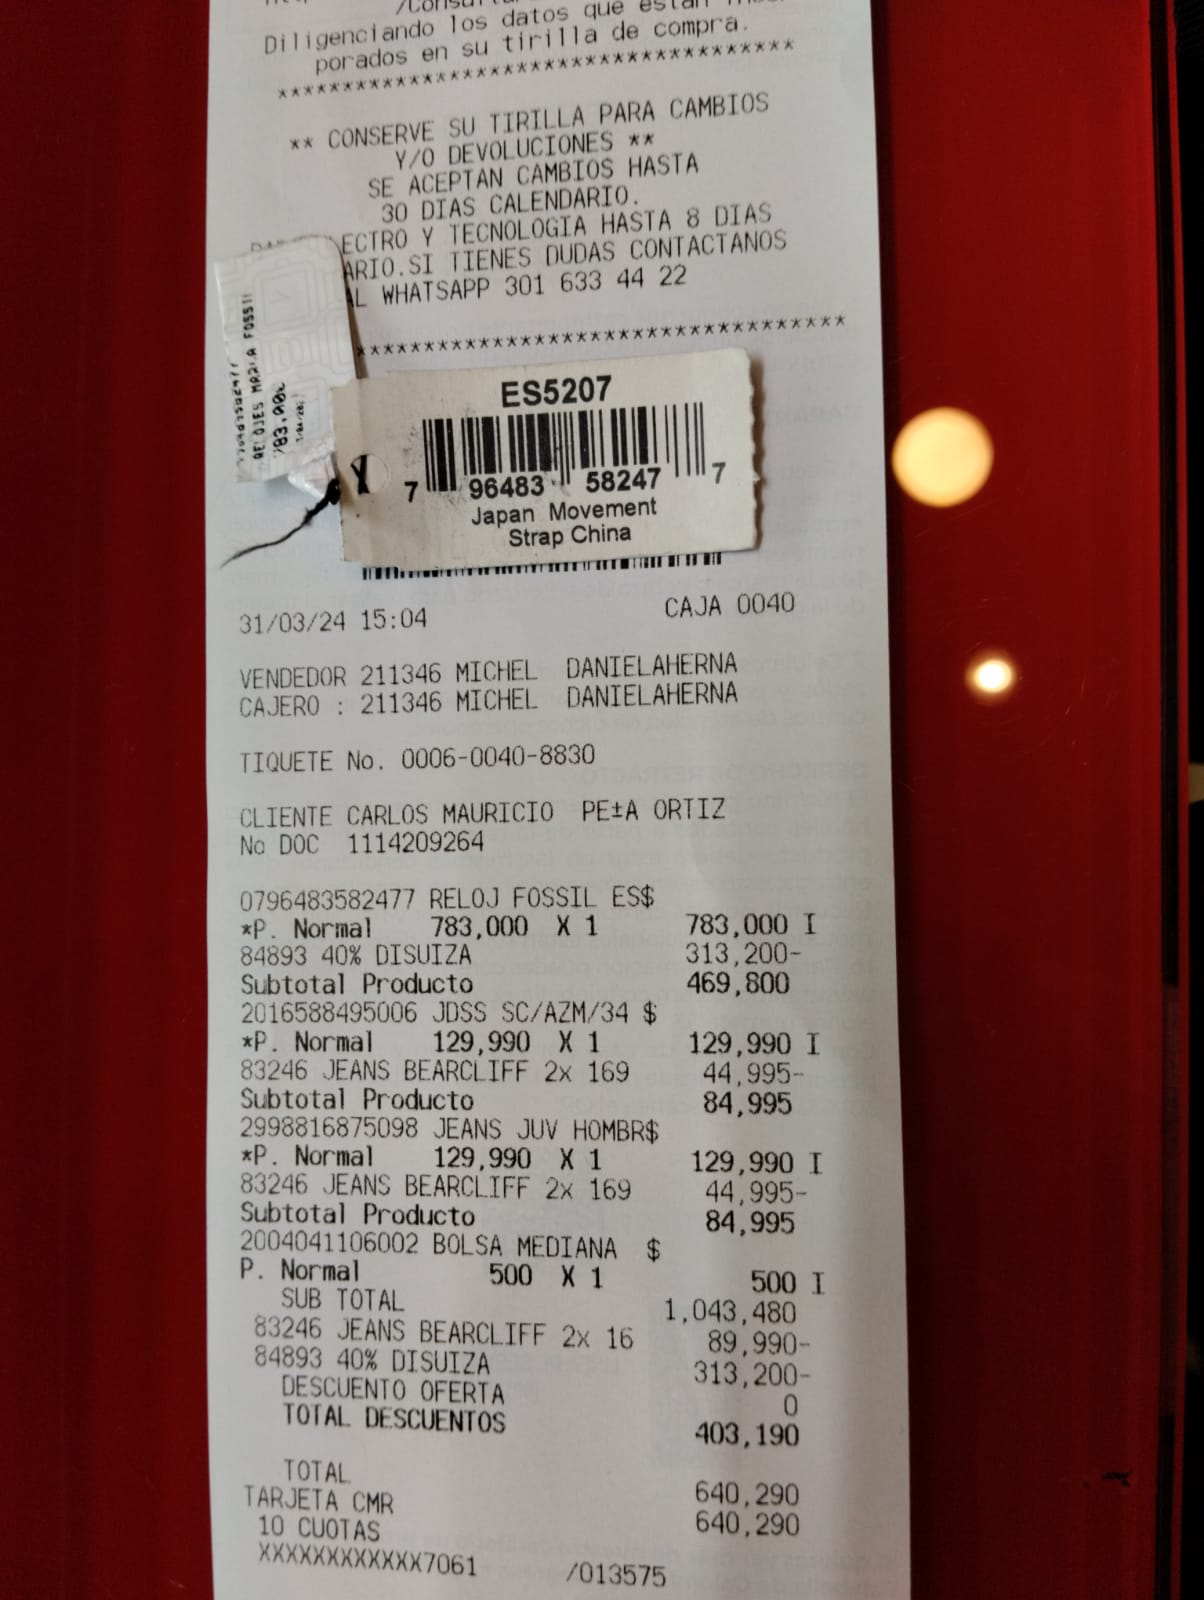 Diligenciando los datos que están
porados en su tirilla de compra.
*************************************
** CONSERVE SU TIRILLA PARA CAMBIOS
Y/O DEVOLUCIONES **
SE ACEPTAN CAMBIOS HASTA
30 DIAS CALENDARIO.
ECTRO Y TECNOLOGIA HASTA 8 DIAS
ARIO.SI TIENES DUDAS CONTACTANOS
AL WHATSAPP 301 633 44 22
***********************************
RELOJES MARCA FOSSIL
ES5207
7 96483 58247 7
Japan Movement
Strap China
31/03/24 15:04 CAJA 0040
VENDEDOR 211346 MICHEL DANIELAHERNA
CAJERO : 211346 MICHEL DANIELAHERNA
TIQUETE No. 0006-0040-8830
CLIENTE CARLOS MAURICIO PE±A ORTIZ
No DOC 1114209264
0796483582477 RELOJ FOSSIL ES$
*P. Normal 783,000 X 1 783,000 I
84893 40% DISUIZA 313,200-
Subtotal Producto 469,800
2016588495006 JDSS SC/AZM/34 $
*P. Normal 129,990 X 1 129,990 I
83246 JEANS BEARCLIFF 2x 169 44,995-
Subtotal Producto 84,995
2998816875098 JEANS JUV HOMBR$
*P. Normal 129,990 X 1 129,990 I
83246 JEANS BEARCLIFF 2x 169 44,995-
Subtotal Producto 84,995
2004041106002 BOLSA MEDIANA $
P. Normal 500 X 1 500 I
SUB TOTAL 1,043,480
83246 JEANS BEARCLIFF 2x 16 89,990-
84893 40% DISUIZA 313,200-
DESCUENTO OFERTA 0
TOTAL DESCUENTOS 403,190
TOTAL 640,290
TARJETA CMR 640,290
10 CUOTAS
XXXXXXXXXXXX7061 /013575